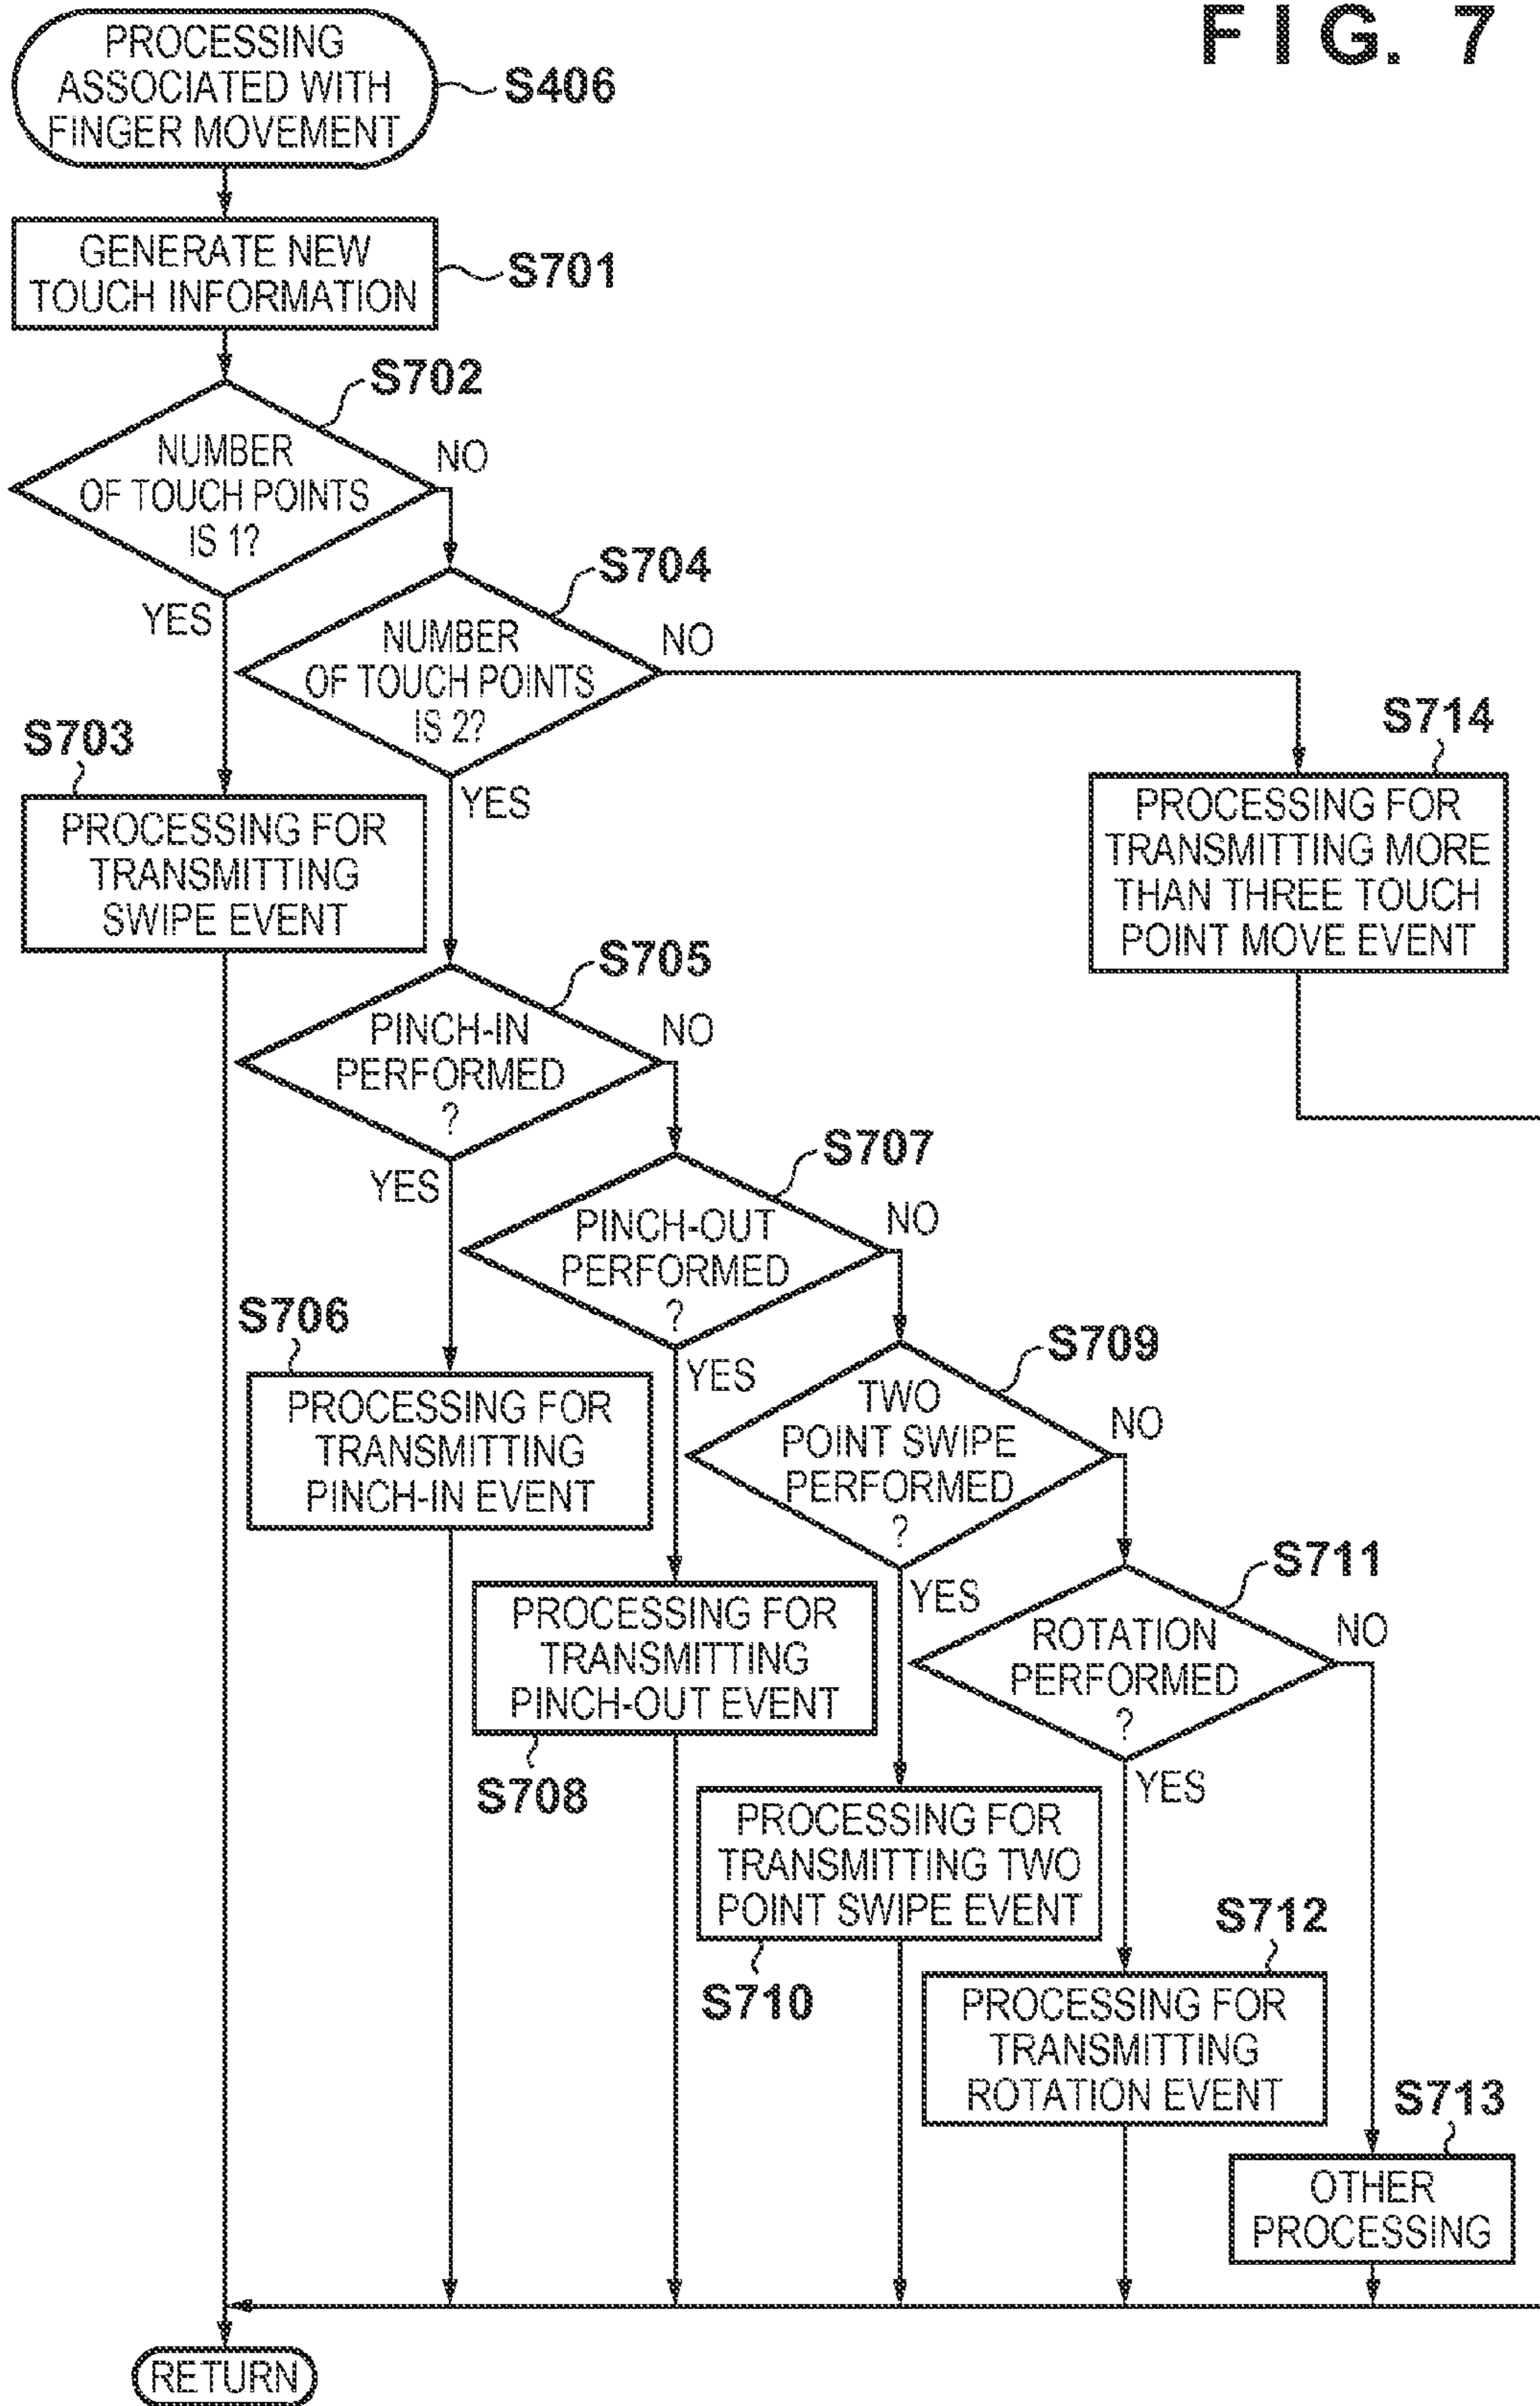 FIG. 7
PROCESSING
ASSOCIATED WITH
FINGER MOVEMENT
S406
GENERATE NEW
TOUCH INFORMATION
S701
S702
NUMBER
OF TOUCH POINTS
IS 1?
NO
YES
S704
NUMBER
OF TOUCH POINTS
IS 2?
NO
YES
S703
PROCESSING FOR
TRANSMITTING
SWIPE EVENT
S714
PROCESSING FOR
TRANSMITTING MORE
THAN THREE TOUCH
POINT MOVE EVENT
S705
PINCH-IN
PERFORMED
?
NO
YES
S707
PINCH-OUT
PERFORMED
?
NO
YES
S706
PROCESSING FOR
TRANSMITTING
PINCH-IN EVENT
S709
TWO
POINT SWIPE
PERFORMED
?
NO
YES
S708
PROCESSING FOR
TRANSMITTING
PINCH-OUT EVENT
S711
ROTATION
PERFORMED
?
NO
YES
PROCESSING FOR
TRANSMITTING TWO
POINT SWIPE EVENT
S710
S712
PROCESSING FOR
TRANSMITTING
ROTATION EVENT
S713
OTHER
PROCESSING
RETURN